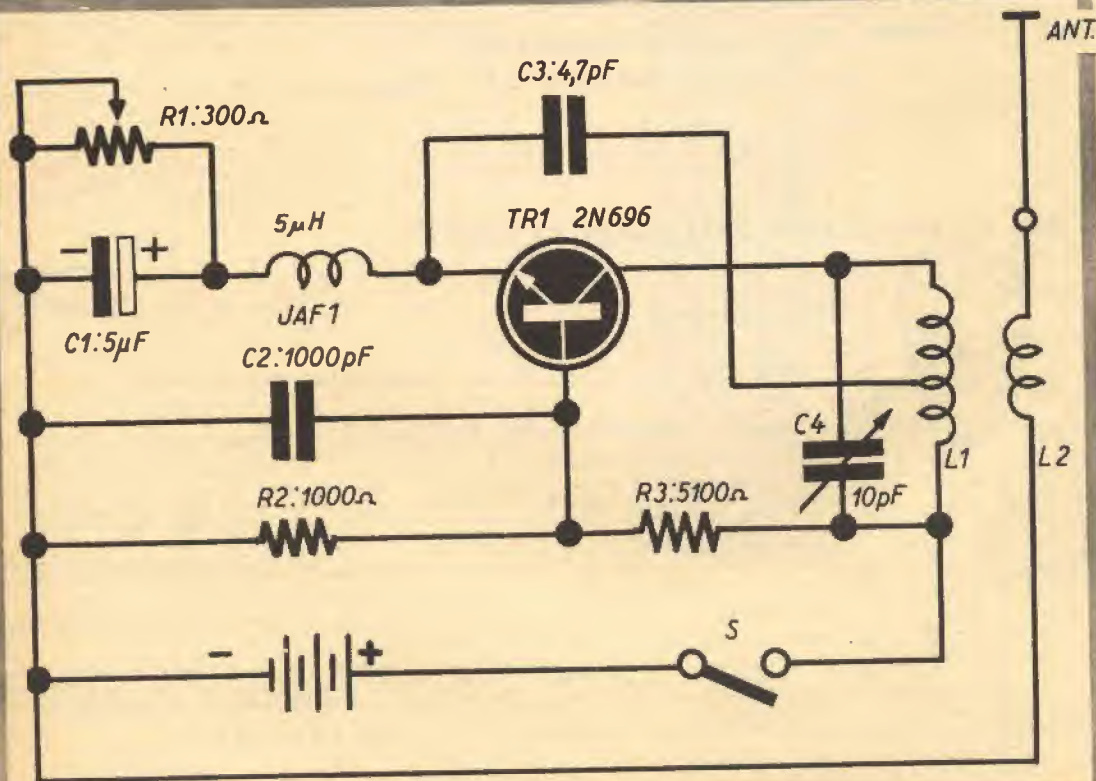 ANT.
C3:4,7pF
R1:300Ω
TR1 2N696
5µH
JAF1
- +
C1:5µF
C2:1000pF
C4
10pF
L1
L2
R2:1000Ω
R3:5100Ω
S
- +